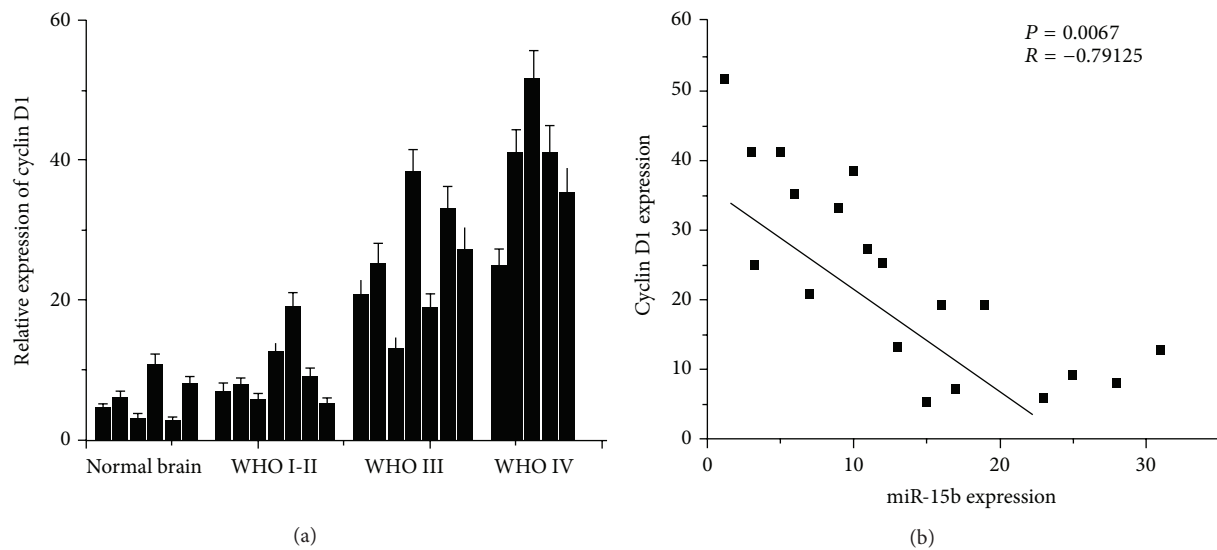 60
40
20
0
Relative expression of cyclin D1
Normal brain
WHO I-II
WHO III
WHO IV
(a)
P = 0.0067
R = −0.79125
60
50
40
30
20
10
0
Cyclin D1 expression
0
10
20
30
miR-15b expression
(b)